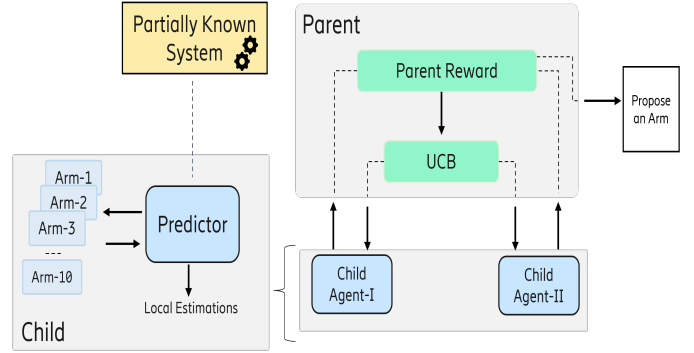 Partially Known
System
Parent
Parent Reward
UCB
Propose
an Arm
Arm-1
Arm-2
Arm-3
---
Arm-10
Predictor
Local Estimations
Child
Child
Agent-I
Child
Agent-II